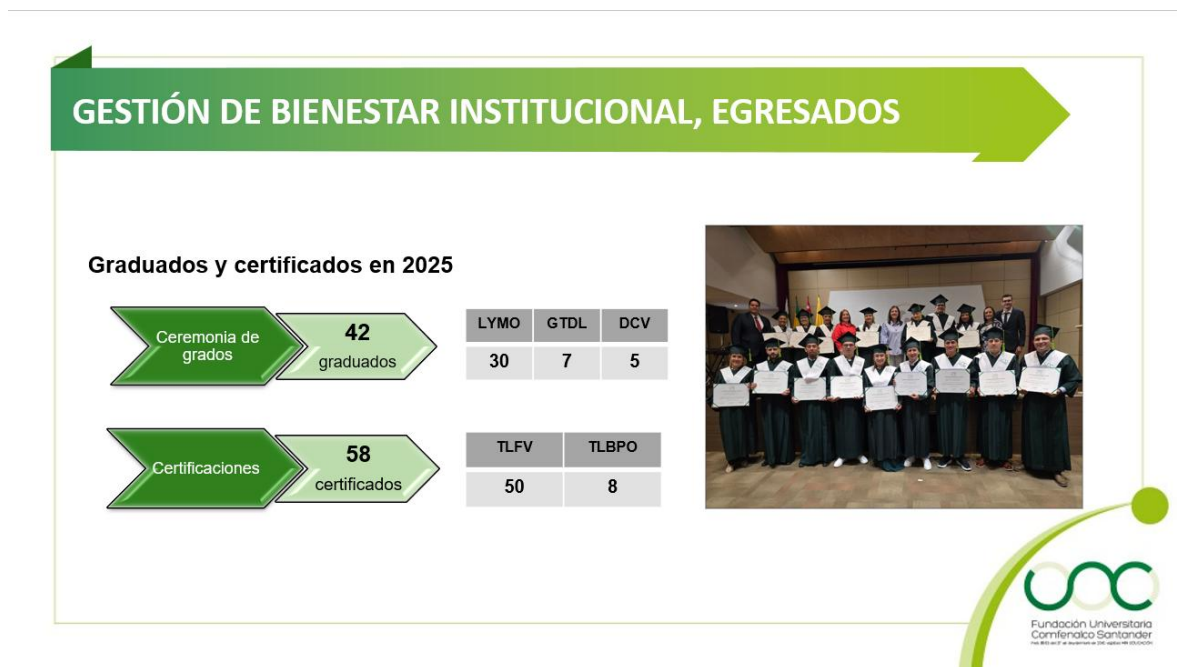 GESTIÓN DE BIENESTAR INSTITUCIONAL, EGRESADOS
Graduados y certificados en 2025
Ceremonia de
grados
42
graduados
LYMO GTDL DCV
30 7 5
Certificaciones
58
certificados
TLFV TLBPO
50 8
UNC
Fundación Universitaria
Comfenalco Santander